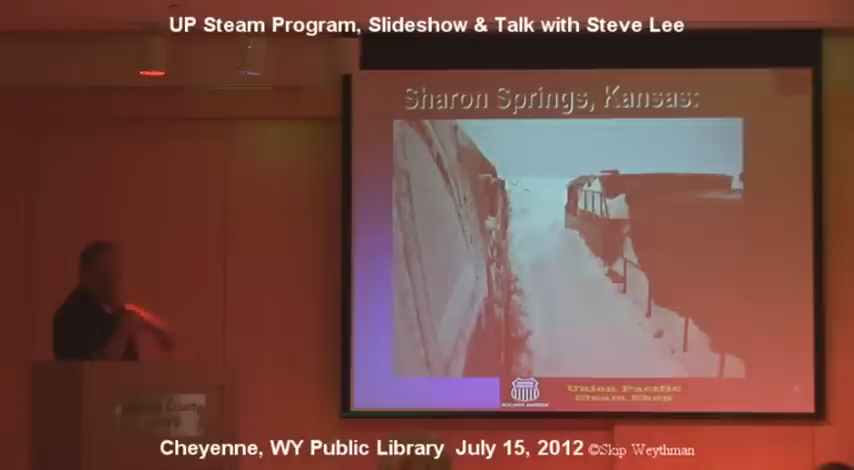 UP Steam Program, Slideshow & Talk with Steve Lee
Sharon Springs, Kansas:
Union Pacific
Steam Shop
County
Cheyenne, WY Public Library July 15, 2012 ©Skip Weythman